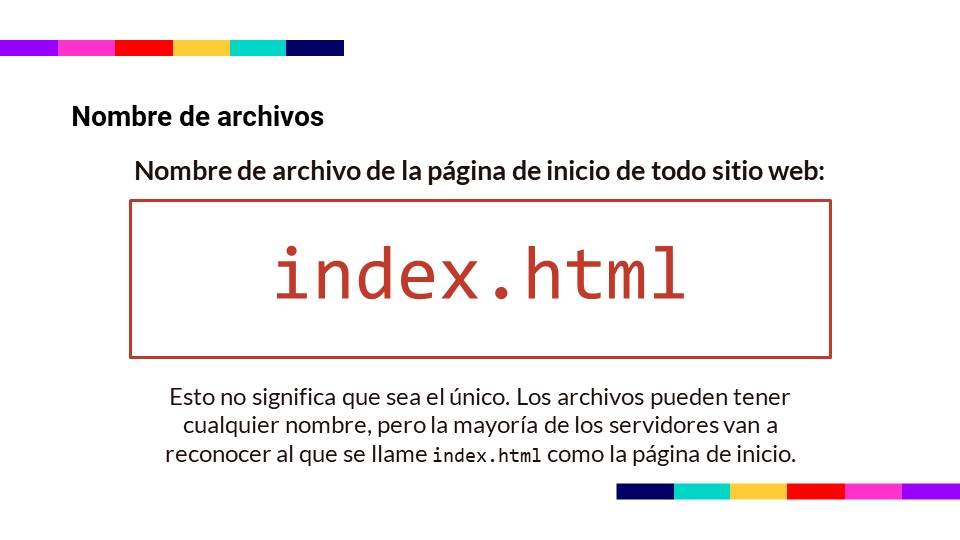 Nombre de archivos
Nombre de archivo de la página de inicio de todo sitio web:
index.html
Esto no significa que sea el único. Los archivos pueden tener
cualquier nombre, pero la mayoría de los servidores van a
reconocer al que se llame index.html como la página de inicio.